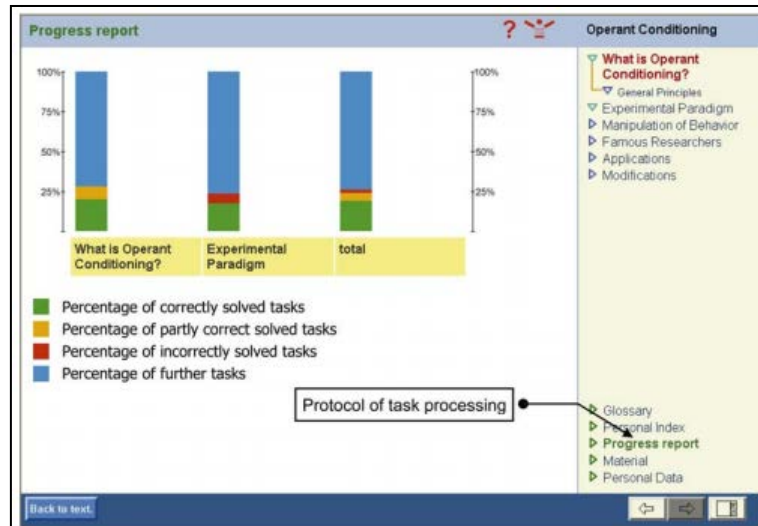 Progress report
?
Operant Conditioning
What is Operant
Conditioning?
General Principles
Experimental Paradigm
Manipulation of Behavior
Famous Researchers
Applications
Modifications
100%
100%
75%
75%
50%
50%
25%
25%
What is Operant
Conditioning?
Experimental
Paradigm
total
Percentage of correctly solved tasks
Percentage of partly correct solved tasks
Percentage of incorrectly solved tasks
Percentage of further tasks
Protocol of task processing
Glossary
Personal Index
Progress report
Material
Personal Data
Back to text.